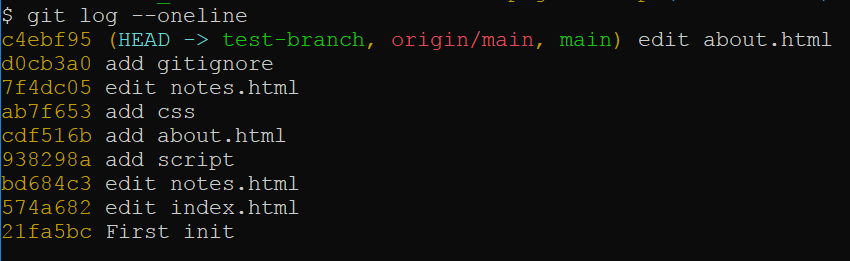 $ git log --oneline
c4ebf95 (HEAD -> test-branch, origin/main, main) edit about.html
d0cb3a0 add gitignore
7f4dc05 edit notes.html
ab7f653 add css
cdf516b add about.html
938298a add script
bd684c3 edit notes.html
574a682 edit index.html
21fa5bc First init